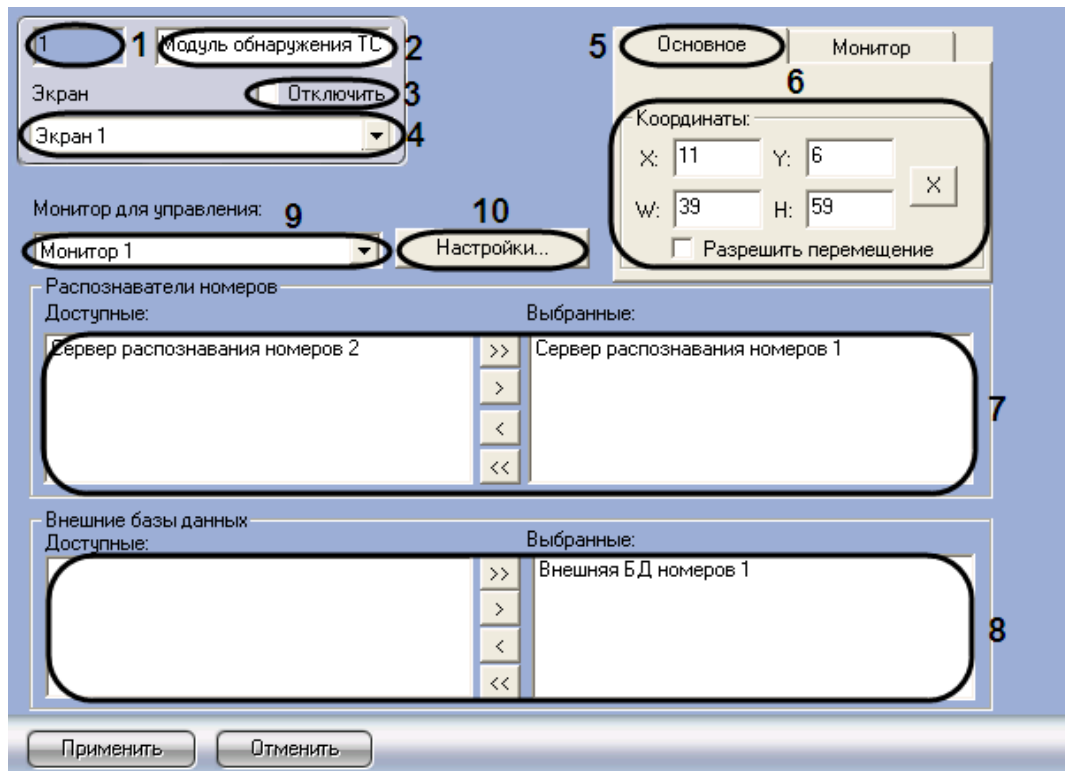 1 1 Модуль обнаружения ТС 2
Экран Отключить 3
Экран 1 4
5 Основное Монитор
6
Координаты:
X: 11 Y: 6 X
W: 39 H: 59
Разрешить перемещение
Монитор для управления: 9 10
Монитор 1 Настройки...
Распознаватели номеров
Доступные: Выбранные:
Сервер распознавания номеров 2 >> Сервер распознавания номеров 1
>
<
<<
7
Внешние базы данных
Доступные: Выбранные:
>> Внешняя БД номеров 1
>
<
<<
8
Применить Отменить